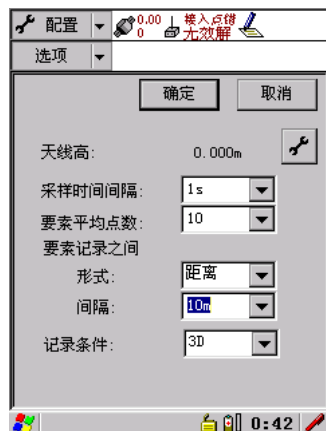 配置 0.00 0 接入点错 无效解
选项
确定 取消
天线高: 0.000m
采样时间间隔: 1s
要素平均点数: 10
要素记录之间
形式: 距离
间隔: 10m
记录条件: 3D
0:42